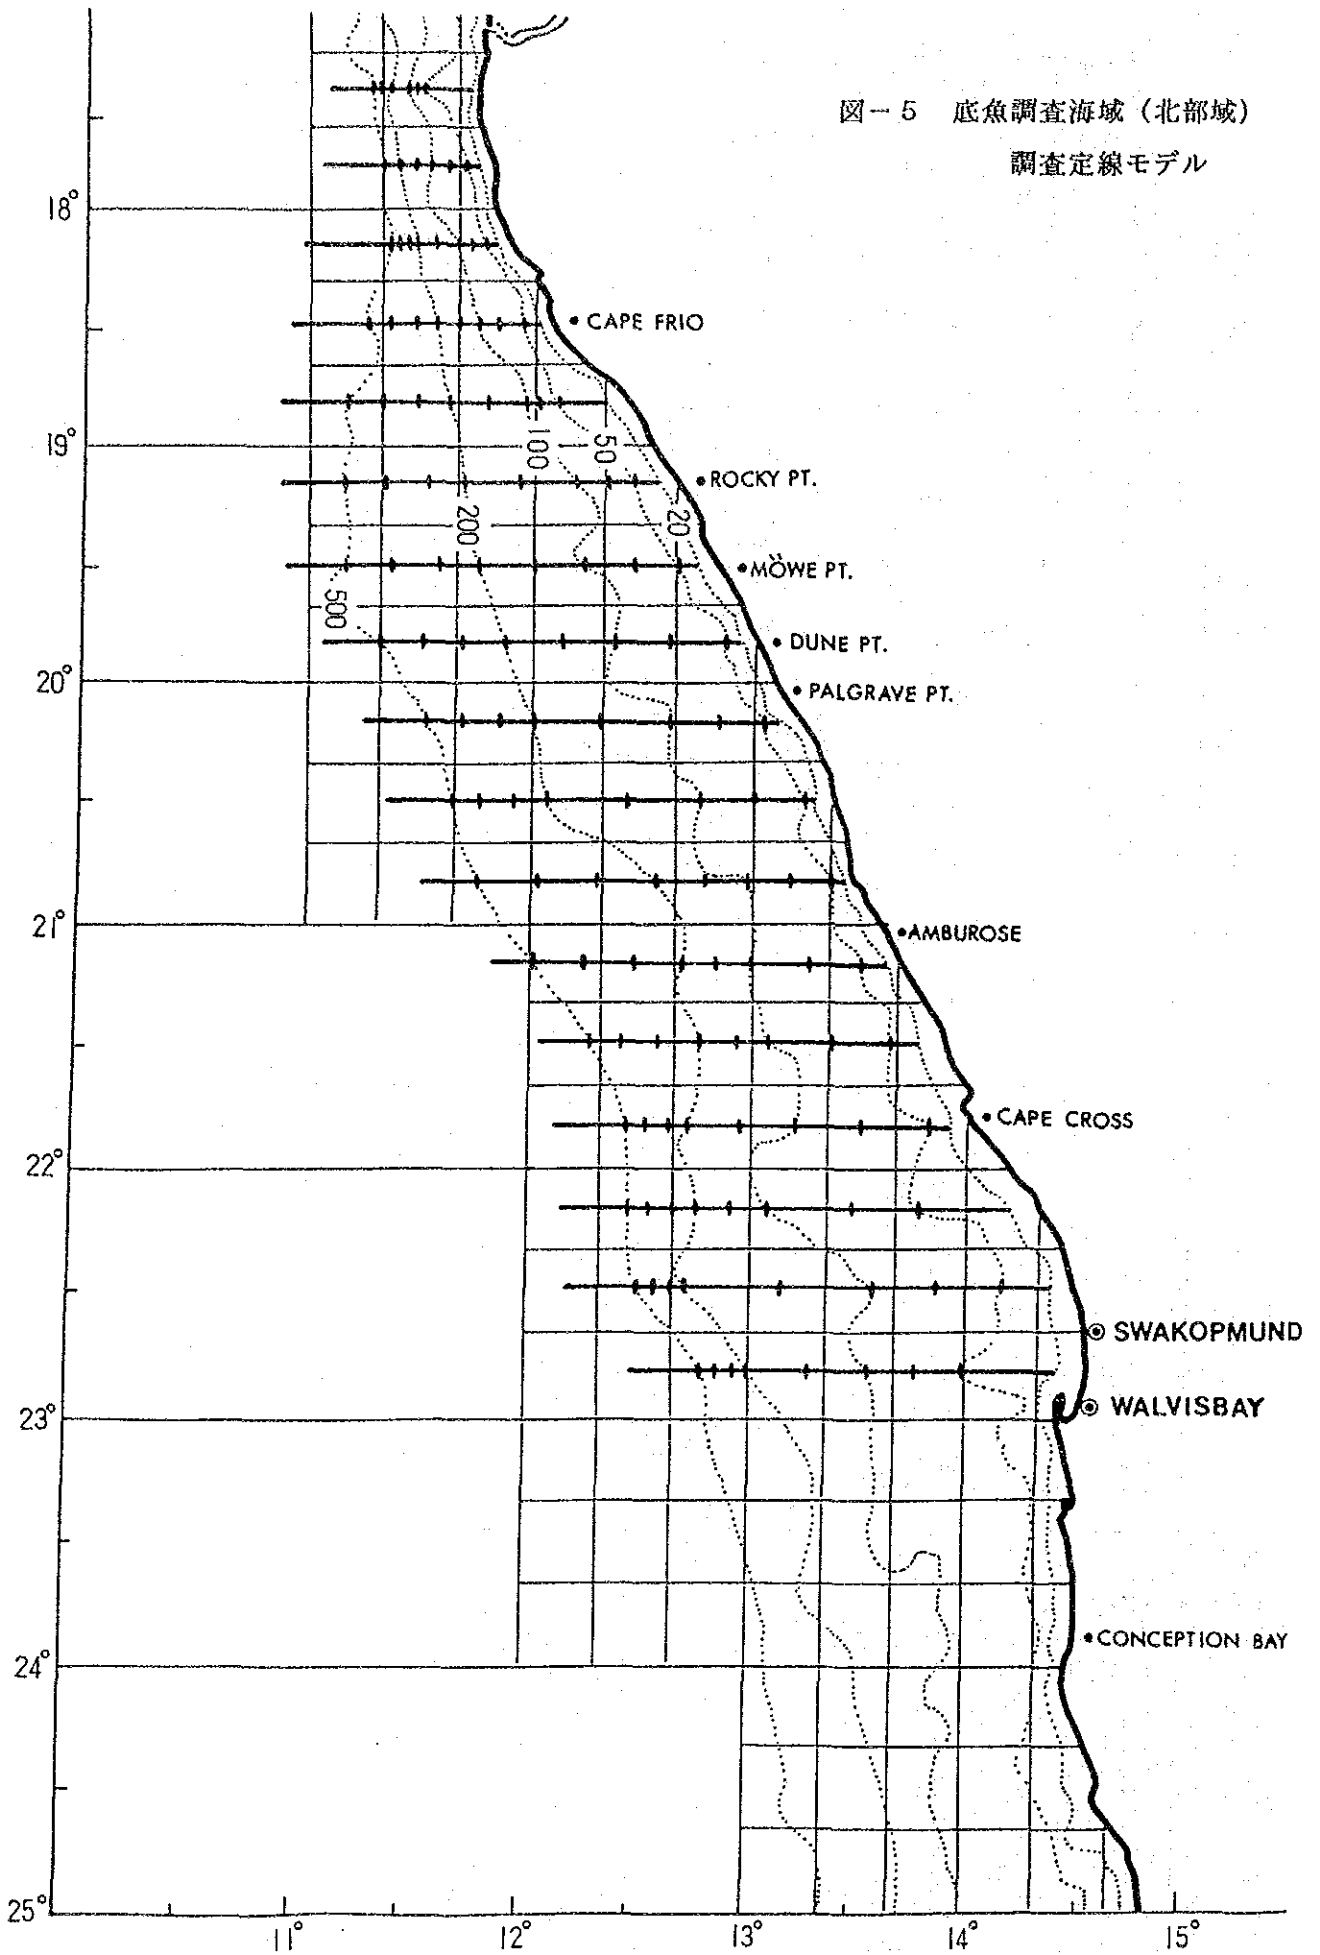 図-5 底魚調査海域(北部域)
調査定線モデル
18°
CAPE FRIO
19°
100
50
ROCKY PT.
200
20
MÖWE PT.
500
DUNE PT.
20°
PALGRAVE PT.
21°
AMBUROSE
CAPE CROSS
22°
SWAKOPMUND
WALVISBAY
23°
CONCEPTION BAY
24°
25°
11° 12° 13° 14° 15°